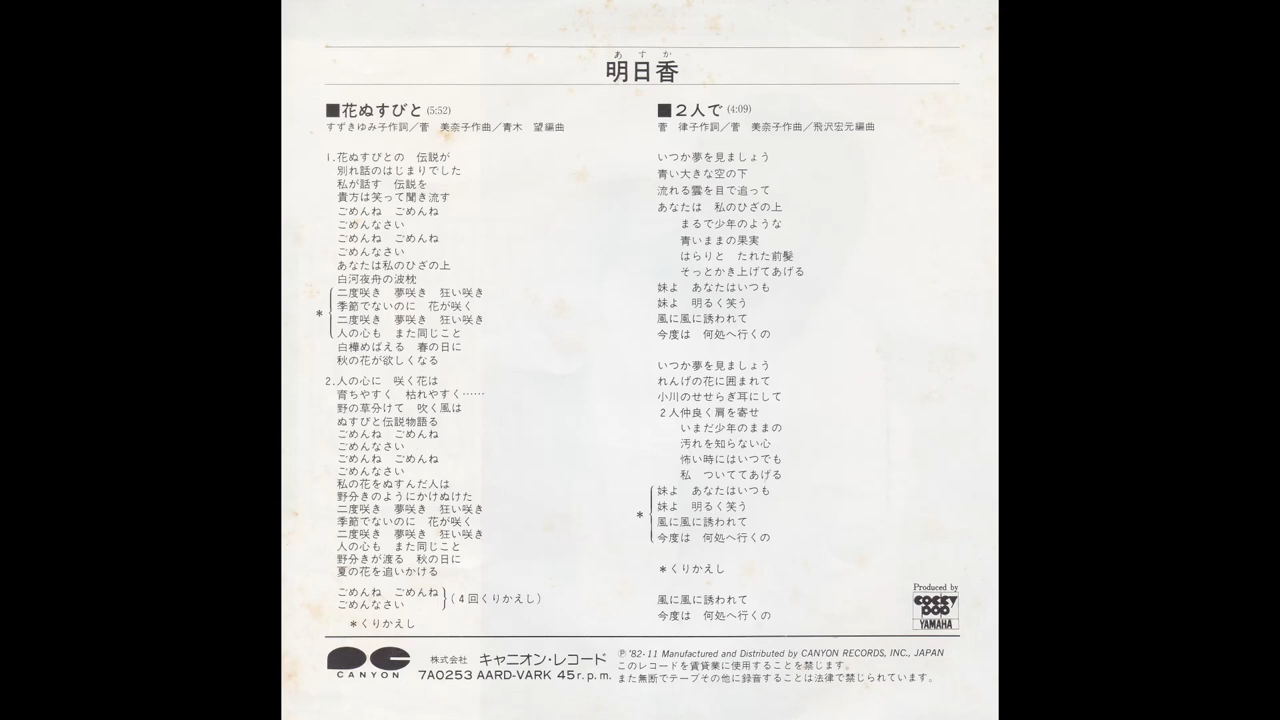 あすか
明日香
■花ぬすびと (5:52)
すずきゆみ子作詞／菅 美奈子作曲／青木 望編曲
1.花ぬすびとの 伝説が
別れ話のはじまりでした
私が話す 伝説を
貴方は笑って聞き流す
ごめんね ごめんね
ごめんなさい
ごめんね ごめんね
ごめんなさい
あなたは私のひざの上
白河夜舟の波枕
＊二度咲き 夢咲き 狂い咲き
季節でないのに 花が咲く
二度咲き 夢咲き 狂い咲き
人の心も また同じこと
白樺めばえる 春の日に
秋の花が欲しくなる
2.人の心に 咲く花は
育ちやすく 枯れやすく……
野の草分けて 吹く風は
ぬすびと伝説物語る
ごめんね ごめんね
ごめんなさい
ごめんね ごめんね
ごめんなさい
私の花をぬすんだ人は
野分きのようにかけぬけた
二度咲き 夢咲き 狂い咲き
季節でないのに 花が咲く
二度咲き 夢咲き 狂い咲き
人の心も また同じこと
野分きが渡る 秋の日に
夏の花を追いかける
ごめんね ごめんね
ごめんなさい
(4回くりかえし)
＊くりかえし
■２人で (4:09)
菅 律子作詞／菅 美奈子作曲／飛沢宏元編曲
いつか夢を見ましょう
青い大きな空の下
流れる雲を目で追って
あなたは 私のひざの上
まるで少年のような
青いままの果実
はらりと たれた前髪
そっとかき上げてあげる
妹よ あなたはいつも
妹よ 明るく笑う
風に風に誘われて
今度は 何処へ行くの
いつか夢を見ましょう
れんげの花に囲まれて
小川のせせらぎ耳にして
２人仲良く肩を寄せ
いまだ少年のままの
汚れを知らない心
怖い時にはいつでも
私 ついててあげる
＊妹よ あなたはいつも
妹よ 明るく笑う
風に風に誘われて
今度は 何処へ行くの
＊くりかえし
風に風に誘われて
今度は 何処へ行くの
Produced by
cocky pop
YAMAHA
CANYON
株式会社 キャニオン・レコード
7A0253 AARD-VARK 45r.p.m.
Ⓟ '82・11 Manufactured and Distributed by CANYON RECORDS, INC., JAPAN
このレコードを賃貸業に使用することを禁じます。
また無断でテープその他に録音することは法律で禁じられています。